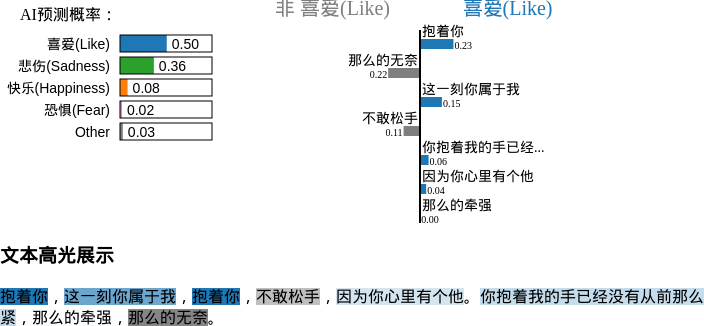 AI预测概率：
喜爱(Like) 0.50
悲伤(Sadness) 0.36
快乐(Happiness) 0.08
恐惧(Fear) 0.02
Other 0.03
非 喜爱(Like) 喜爱(Like)
抱着你
0.23
那么的无奈
0.22
这一刻你属于我
0.15
不敢松手
0.11
你抱着我的手已经...
0.06
因为你心里有个他
0.04
那么的牵强
0.00
文本高光展示
抱着你，这一刻你属于我，抱着你，不敢松手，因为你心里有个他。你抱着我的手已经没有从前那么
紧，那么的牵强，那么的无奈。